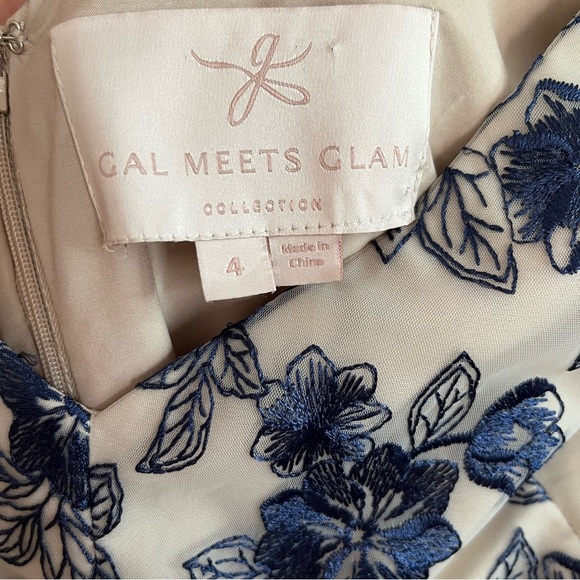 GAL MEETS GLAM
COLLECTION
4
Made in
China